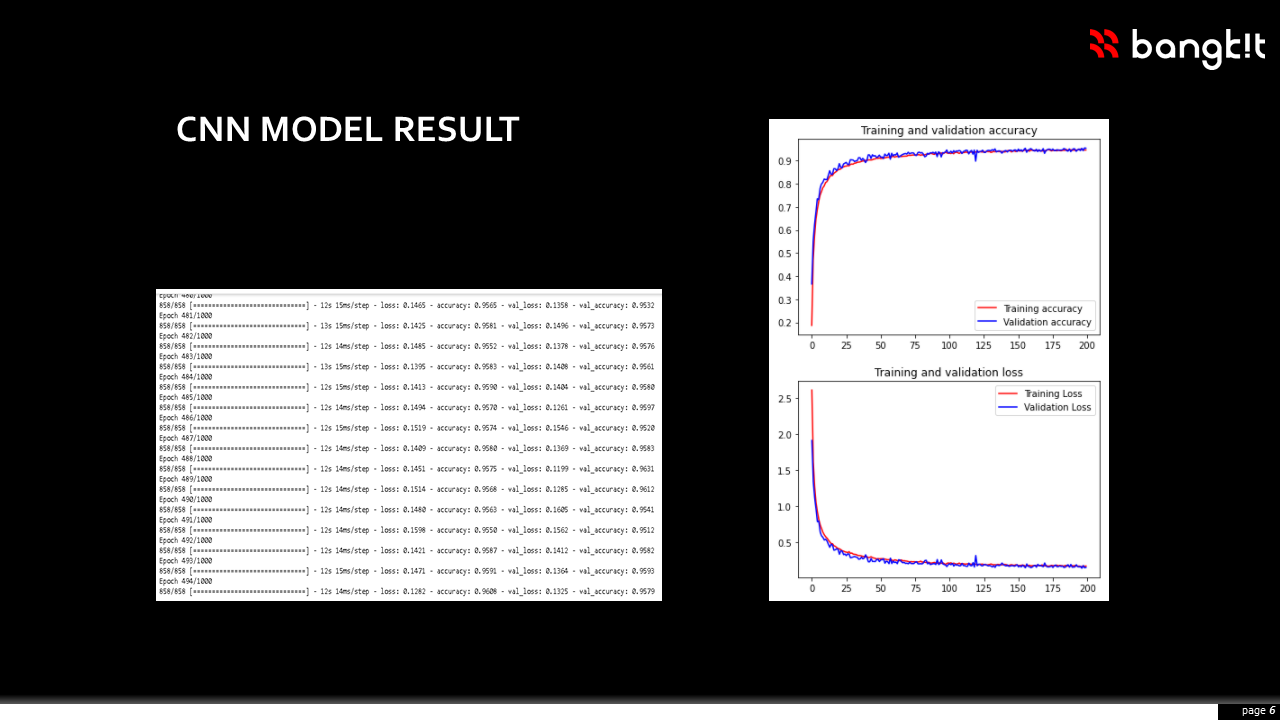 bangk!t
CNN MODEL RESULT
Epoch 480/1000
858/858 [==============================] - 12s 15ms/step - loss: 0.1465 - accuracy: 0.9565 - val_loss: 0.1358 - val_accuracy: 0.9532
Epoch 481/1000
858/858 [==============================] - 13s 15ms/step - loss: 0.1425 - accuracy: 0.9581 - val_loss: 0.1496 - val_accuracy: 0.9573
Epoch 482/1000
858/858 [==============================] - 12s 14ms/step - loss: 0.1485 - accuracy: 0.9552 - val_loss: 0.1378 - val_accuracy: 0.9576
Epoch 483/1000
858/858 [==============================] - 13s 15ms/step - loss: 0.1395 - accuracy: 0.9583 - val_loss: 0.1408 - val_accuracy: 0.9561
Epoch 484/1000
858/858 [==============================] - 12s 15ms/step - loss: 0.1413 - accuracy: 0.9590 - val_loss: 0.1404 - val_accuracy: 0.9580
Epoch 485/1000
858/858 [==============================] - 12s 14ms/step - loss: 0.1494 - accuracy: 0.9570 - val_loss: 0.1261 - val_accuracy: 0.9597
Epoch 486/1000
858/858 [==============================] - 12s 15ms/step - loss: 0.1519 - accuracy: 0.9574 - val_loss: 0.1546 - val_accuracy: 0.9520
Epoch 487/1000
858/858 [==============================] - 12s 14ms/step - loss: 0.1409 - accuracy: 0.9580 - val_loss: 0.1369 - val_accuracy: 0.9583
Epoch 488/1000
858/858 [==============================] - 12s 14ms/step - loss: 0.1451 - accuracy: 0.9575 - val_loss: 0.1199 - val_accuracy: 0.9631
Epoch 489/1000
858/858 [==============================] - 12s 14ms/step - loss: 0.1514 - accuracy: 0.9568 - val_loss: 0.1285 - val_accuracy: 0.9612
Epoch 490/1000
858/858 [==============================] - 12s 14ms/step - loss: 0.1480 - accuracy: 0.9563 - val_loss: 0.1605 - val_accuracy: 0.9541
Epoch 491/1000
858/858 [==============================] - 12s 14ms/step - loss: 0.1598 - accuracy: 0.9550 - val_loss: 0.1562 - val_accuracy: 0.9512
Epoch 492/1000
858/858 [==============================] - 12s 14ms/step - loss: 0.1421 - accuracy: 0.9587 - val_loss: 0.1412 - val_accuracy: 0.9582
Epoch 493/1000
858/858 [==============================] - 12s 15ms/step - loss: 0.1471 - accuracy: 0.9591 - val_loss: 0.1364 - val_accuracy: 0.9593
Epoch 494/1000
858/858 [==============================] - 12s 14ms/step - loss: 0.1282 - accuracy: 0.9608 - val_loss: 0.1325 - val_accuracy: 0.9579
Training and validation accuracy
0.9
0.8
0.7
0.6
0.5
0.4
0.3
0.2
Training accuracy
Validation accuracy
0 25 50 75 100 125 150 175 200
Training and validation loss
2.5
2.0
1.5
1.0
0.5
Training Loss
Validation Loss
0 25 50 75 100 125 150 175 200
page 6